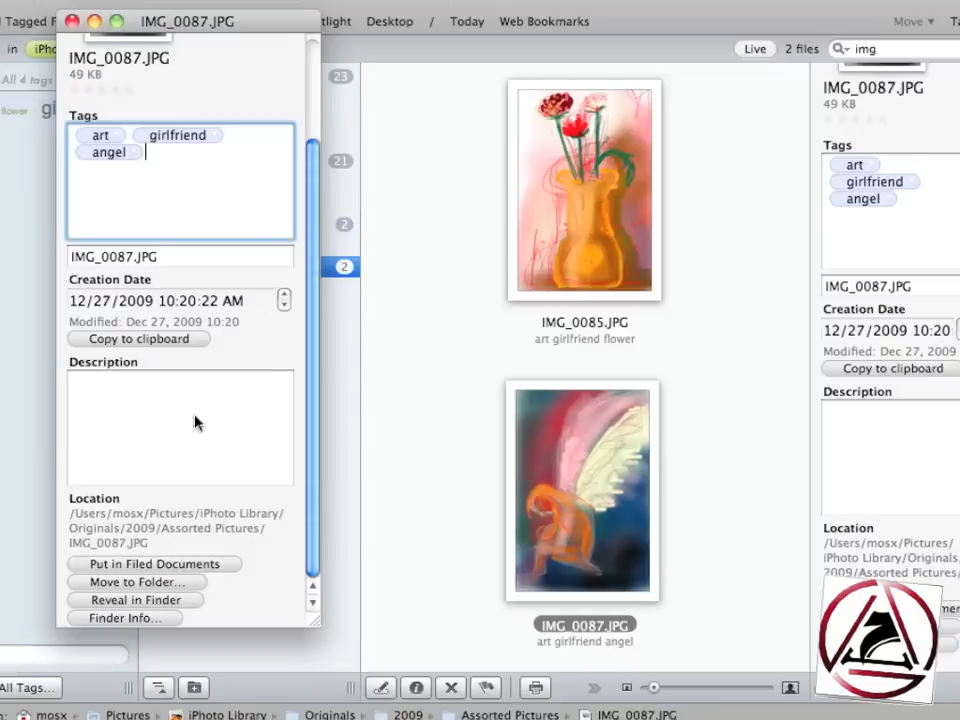 Tagged F
IMG_0087.JPG
tlight Desktop / Today Web Bookmarks
Move
in iPho
Live 2 files img
All 4 tags
flower gi
IMG_0087.JPG
49 KB
Tags
art girlfriend
angel
IMG_0087.JPG
Creation Date
12/27/2009 10:20:22 AM
Modified: Dec 27, 2009 10:20
Copy to clipboard
Description
Location
/Users/mosx/Pictures/iPhoto Library/
Originals/2009/Assorted Pictures/
IMG_0087.JPG
Put in Filed Documents
Move to Folder...
Reveal in Finder
Finder Info...
23
21
2
2
IMG_0085.JPG
art girlfriend flower
IMG_0087.JPG
art girlfriend angel
IMG_0087.JPG
49 KB
Tags
art
girlfriend
angel
IMG_0087.JPG
Creation Date
12/27/2009 10:20
Modified: Dec 27, 2009
Copy to clipboard
Description
Location
/Users/mosx/Pictures/
iPhoto Library/Originals
2009/Assorted Pictures/
All Tags...
mosx Pictures iPhoto Library Originals 2009 Assorted Pictures IMG_0087.JPG